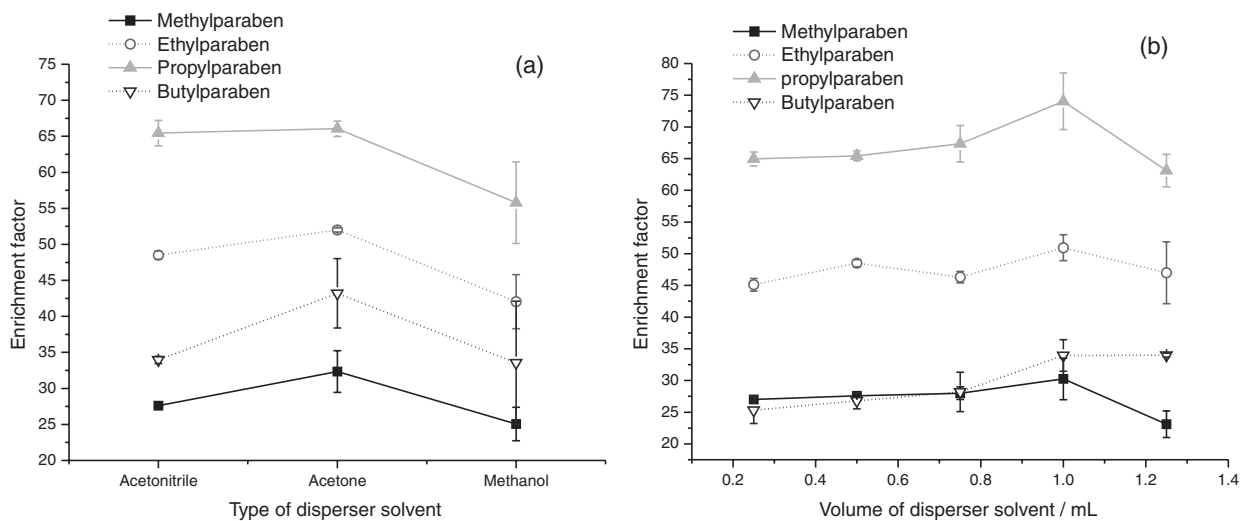 Methylparaben
Ethylparaben
Propylparaben
Butylparaben
(a)
75
70
65
60
55
50
45
40
35
30
25
20
Enrichment factor
Acetonitrile Acetone Methanol
Type of disperser solvent
Methylparaben
Ethylparaben
propylparaben
Butylparaben
(b)
80
75
70
65
60
55
50
45
40
35
30
25
20
Enrichment factor
0.2 0.4 0.6 0.8 1.0 1.2 1.4
Volume of disperser solvent / mL